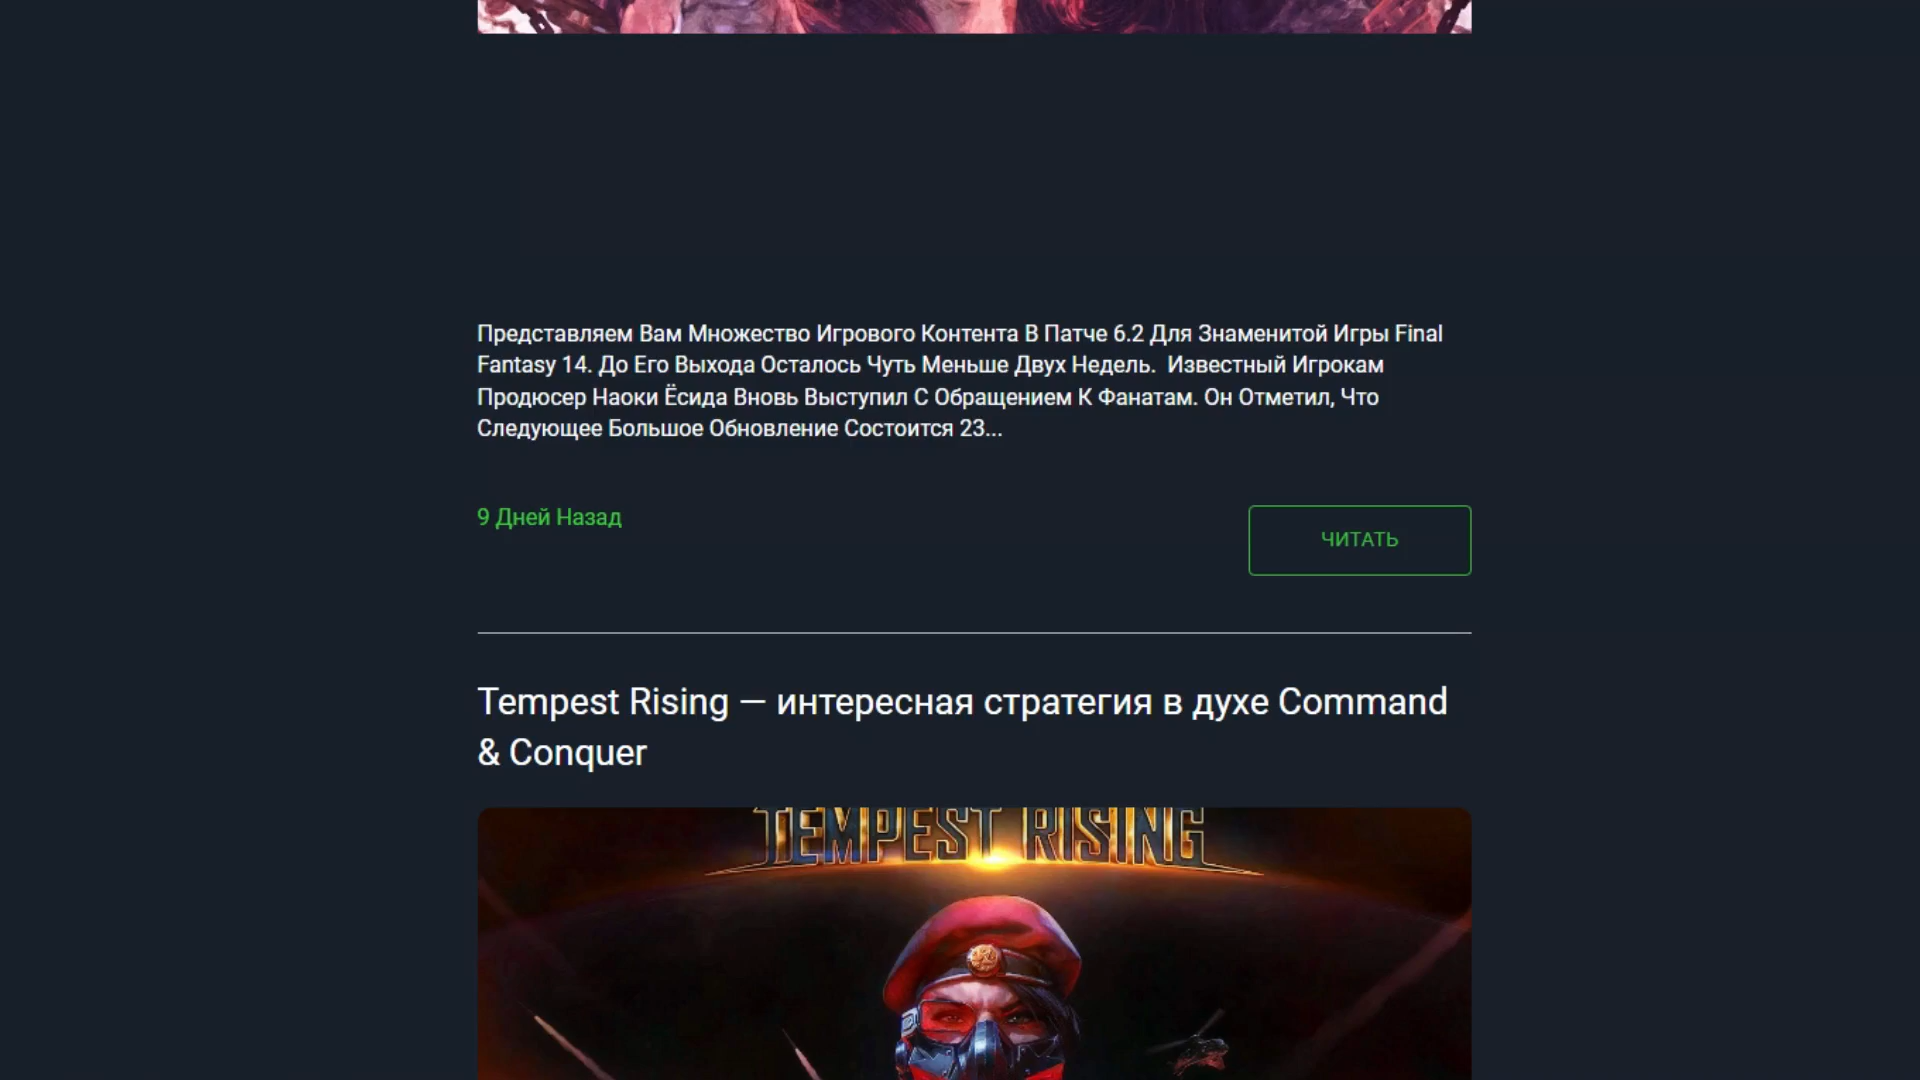 Представляем Вам Множество Игрового Контента В Патче 6.2 Для Знаменитой Игры Final
Fantasy 14. До Его Выхода Осталось Чуть Меньше Двух Недель.  Известный Игрокам
Продюсер Наоки Ёсида Вновь Выступил С Обращением К Фанатам. Он Отметил, Что
Следующее Большое Обновление Состоится 23...
9 Дней Назад
ЧИТАТЬ
Tempest Rising — интересная стратегия в духе Command
& Conquer
TEMPEST RISING